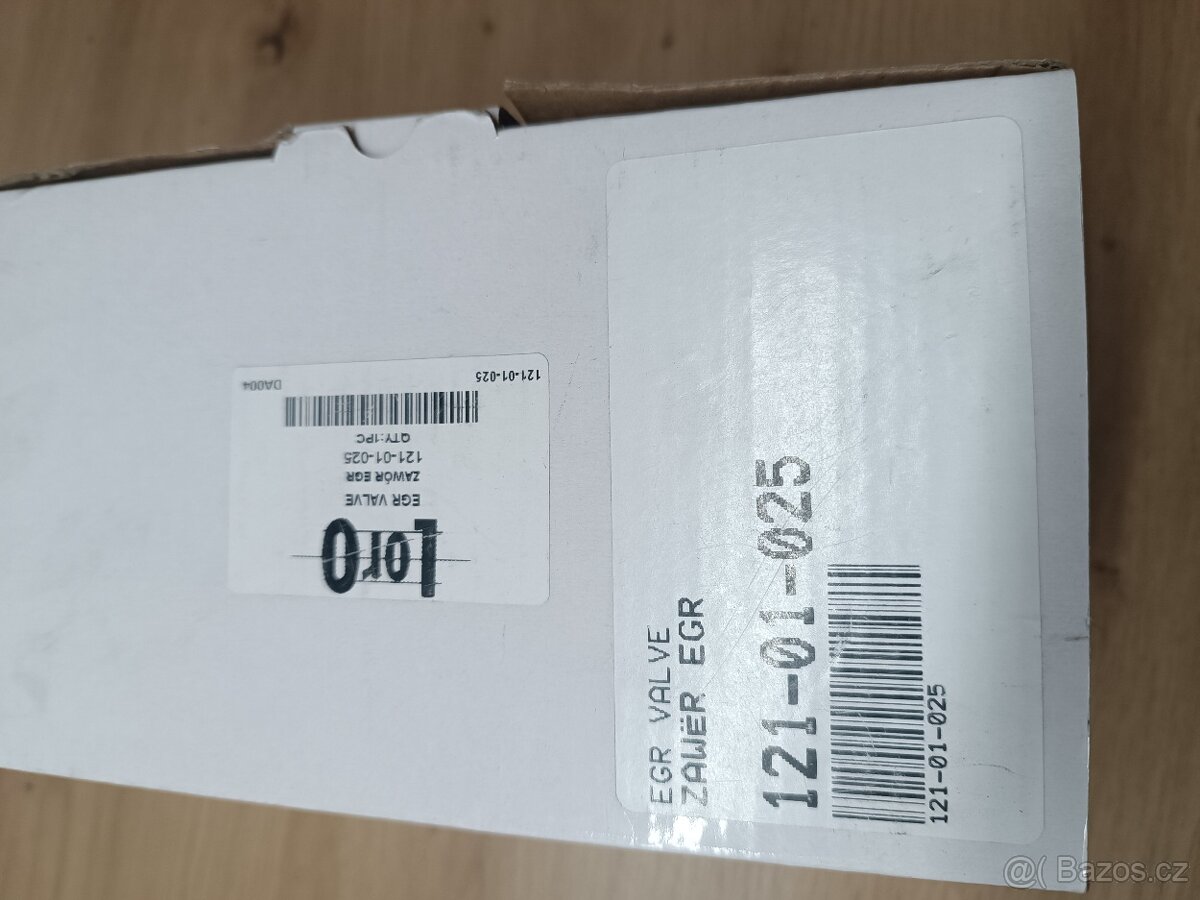 LorO
EGR VALVE
ZAWÓR EGR
121-01-025
QTY:1PC
121-01-025
DA004
EGR VALVE
ZAWËR EGR
121-01-025
121-01-025
@( Bazos.cz